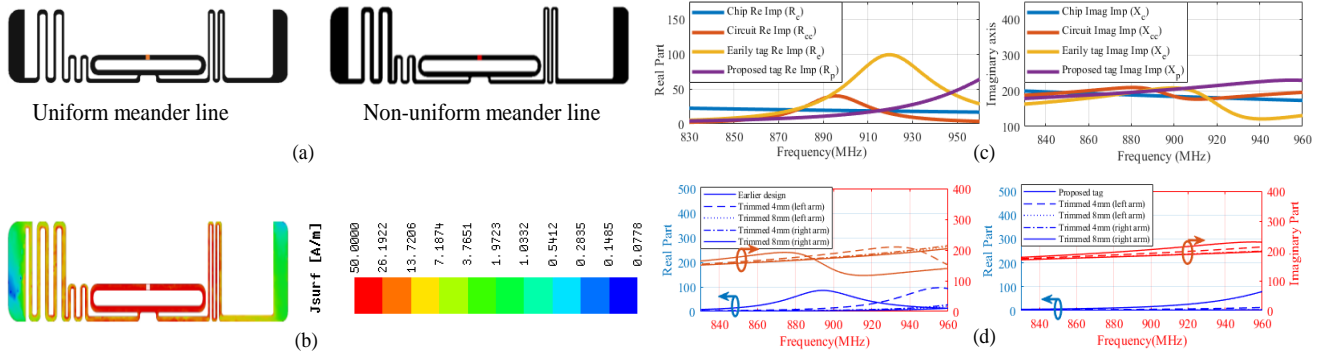 Uniform meander line
Non-uniform meander line
(a)
Chip Re Imp (Rc)
Circuit Re Imp (Rcc)
Earily tag Re Imp (Re)
Proposed tag Re Imp (Rp)
150
100
50
0
Real Part
830
850
870
890
910
930
950
Frequency(MHz)
Chip Imag Imp (Xc)
Circuit Imag Imp (Xcc)
Earily tag Imag Imp (Xe)
Proposed tag Imag Imp (Xp)
400
300
200
100
Imaginary axis
840
860
880
900
920
940
960
Frequency (MHz)
(c)
Jsurf [A/m]
50.0000
26.1922
13.7206
7.1874
3.7651
1.9723
1.0332
0.5412
0.2835
0.1485
0.0778
(b)
Earlier design
Trimmed 4mm (left arm)
Trimmed 8mm (left arm)
Trimmed 4mm (right arm)
Trimmed 8mm (right arm)
500
400
300
200
100
0
Real Part
400
300
200
100
0
840
860
880
900
920
940
960
Frequency(MHz)
Proposed tag
Trimmed 4mm (left arm)
Trimmed 8mm (left arm)
Trimmed 4mm (right arm)
Trimmed 8mm (right arm)
500
400
300
200
100
0
Real Part
400
300
200
100
0
Imaginary Part
840
860
880
900
920
940
960
Frequency(MHz)
(d)